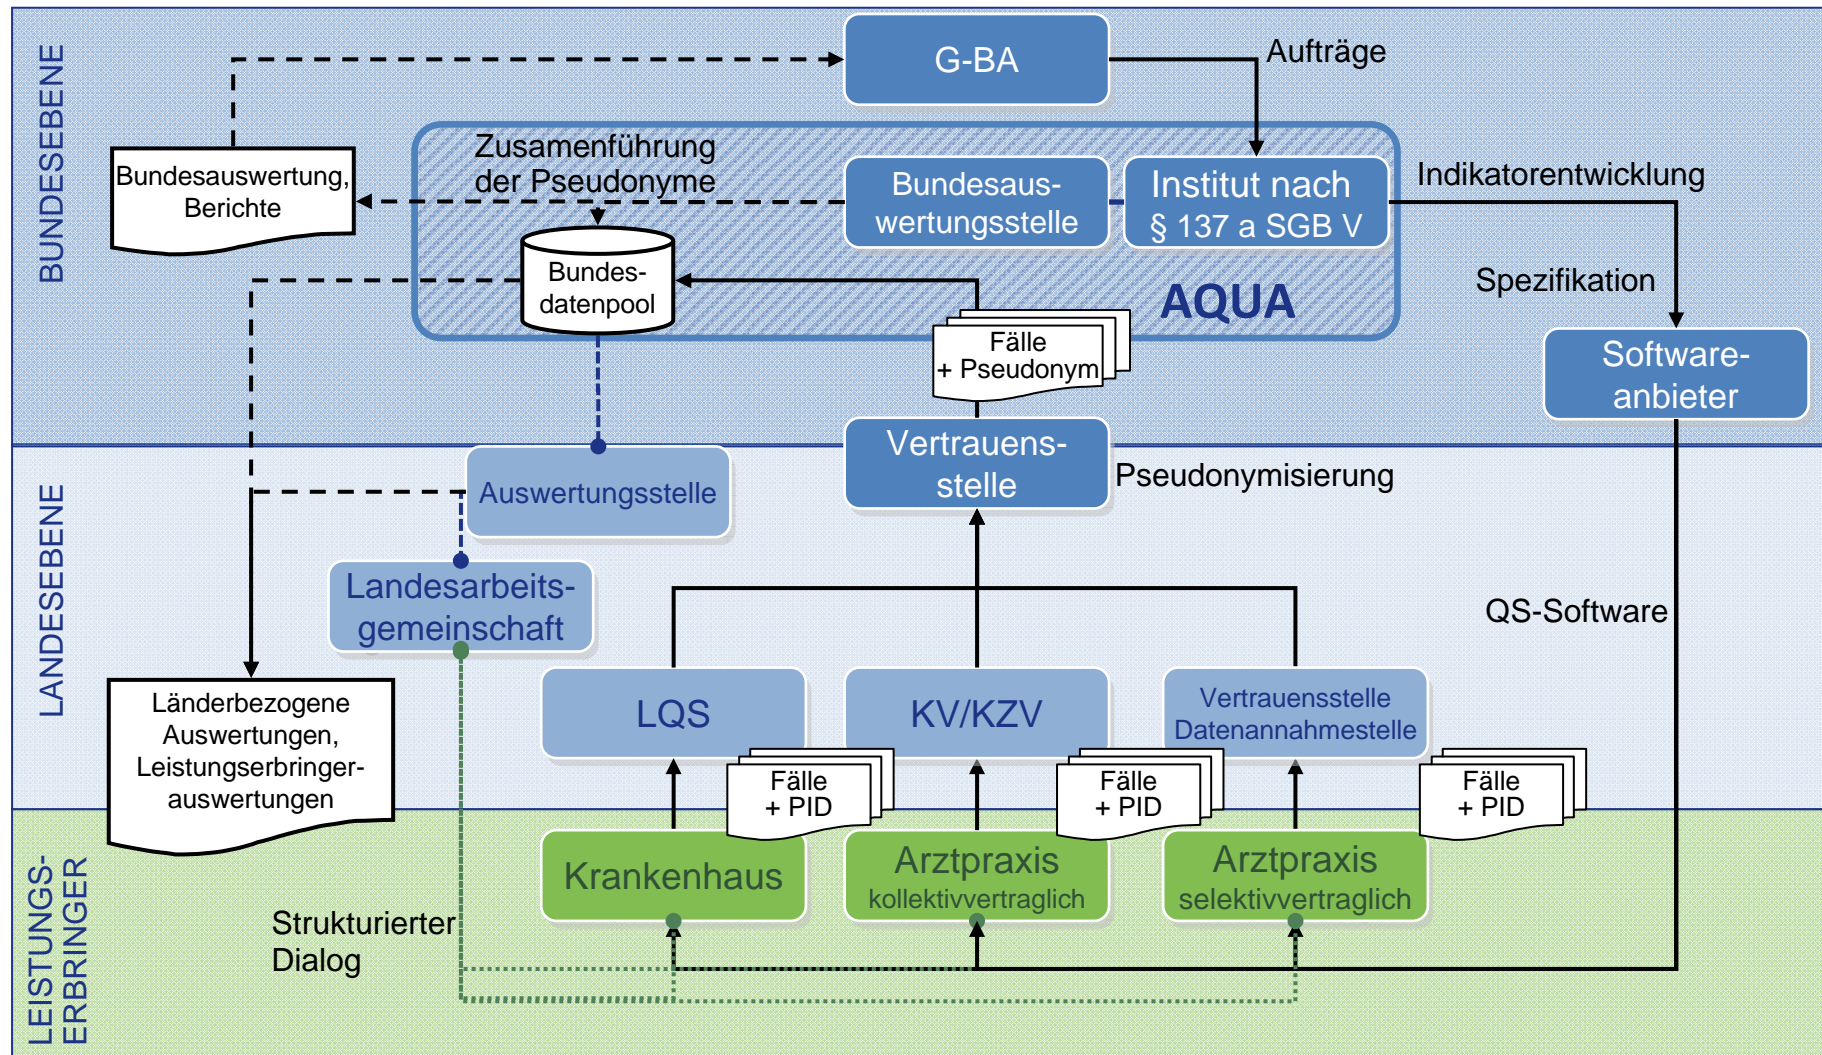 BUNDESEBENE
G-BA
Aufträge
Zusamenführung
der Pseudonyme
Bundesauswertung,
Berichte
Bundesaus-
wertungsstelle
Institut nach
§ 137 a SGB V
Indikatorentwicklung
Bundes-
datenpool
AQUA
Spezifikation
Fälle
+ Pseudonym
Software-
anbieter
LANDESEBENE
Vertrauens-
stelle
Pseudonymisierung
Auswertungsstelle
Landesarbeits-
gemeinschaft
QS-Software
Länderbezogene
Auswertungen,
Leistungserbringer-
auswertungen
LQS
KV/KZV
Vertrauensstelle
Datenannahmestelle
Fälle
+ PID
Fälle
+ PID
Fälle
+ PID
LEISTUNGS-
ERBRINGER
Krankenhaus
Arztpraxis
kollektivvertraglich
Arztpraxis
selektivvertraglich
Strukturierter
Dialog